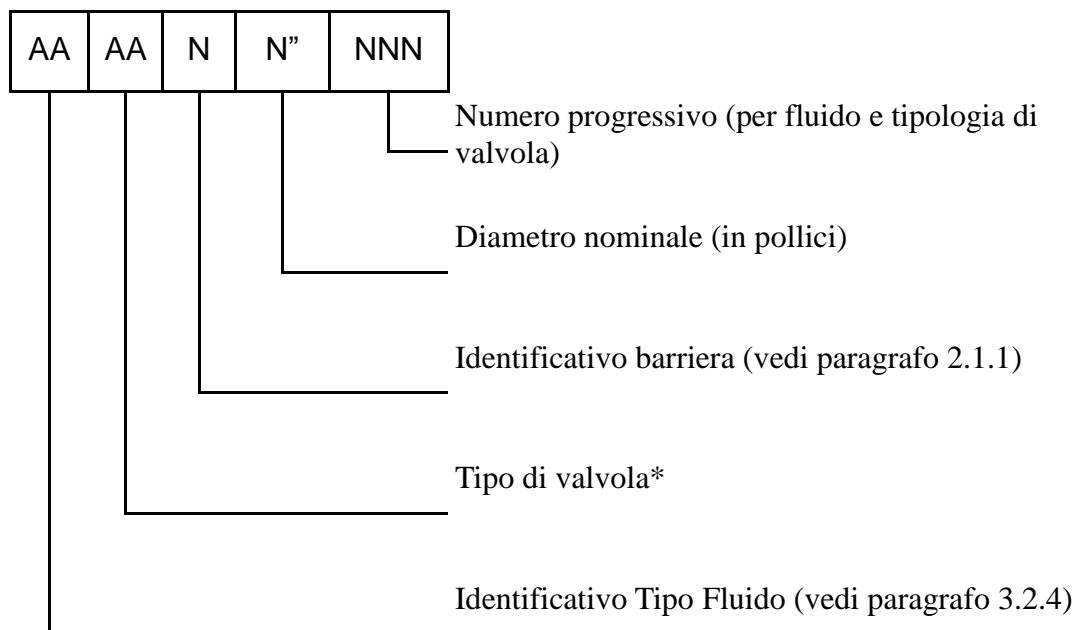 AA AA N N” NNN
Numero progressivo (per fluido e tipologia di
valvola)
Diametro nominale (in pollici)
Identificativo barriera (vedi paragrafo 2.1.1)
Tipo di valvola*
Identificativo Tipo Fluido (vedi paragrafo 3.2.4)